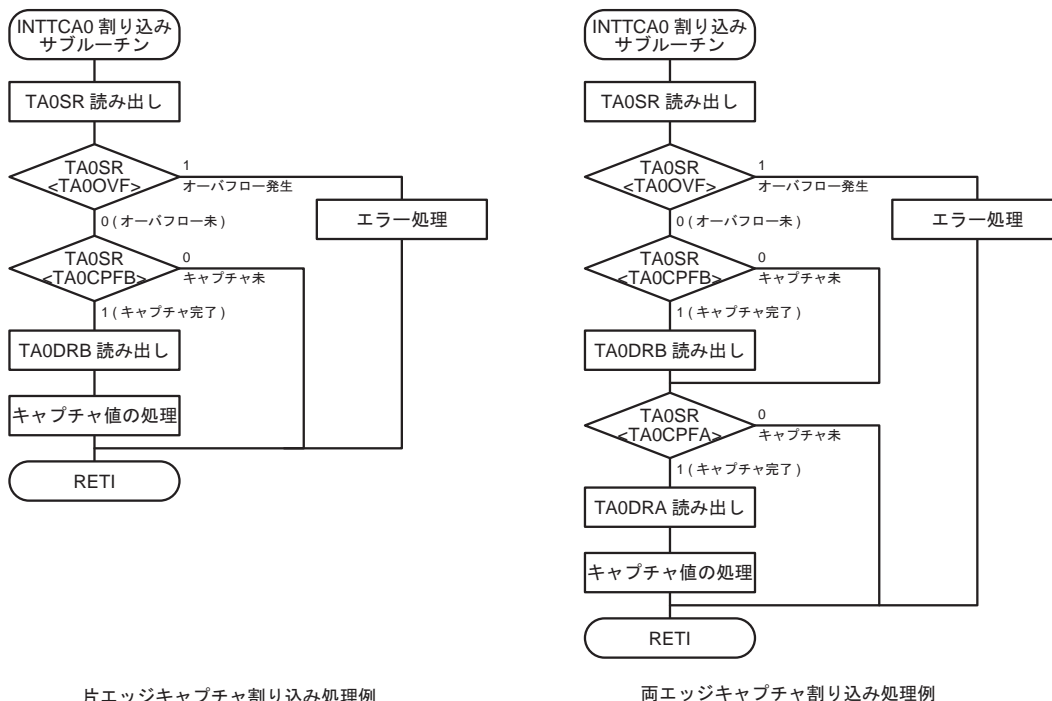 INTTCA0 割り込み
サブルーチン
TA0SR 読み出し
TA0SR
<TA0OVF>
1
オーバフロー発生
0 ( オーバフロー未 )
エラー処理
TA0SR
<TA0CPFB>
0
キャプチャ未
1 ( キャプチャ完了 )
TA0DRB 読み出し
キャプチャ値の処理
RETI
片エッジキャプチャ割り込み処理例
INTTCA0 割り込み
サブルーチン
TA0SR 読み出し
TA0SR
<TA0OVF>
1
オーバフロー発生
0 ( オーバフロー未 )
エラー処理
TA0SR
<TA0CPFB>
0
キャプチャ未
1 ( キャプチャ完了 )
TA0DRB 読み出し
TA0SR
<TA0CPFA>
0
キャプチャ未
1 ( キャプチャ完了 )
TA0DRA 読み出し
キャプチャ値の処理
RETI
両エッジキャプチャ割り込み処理例